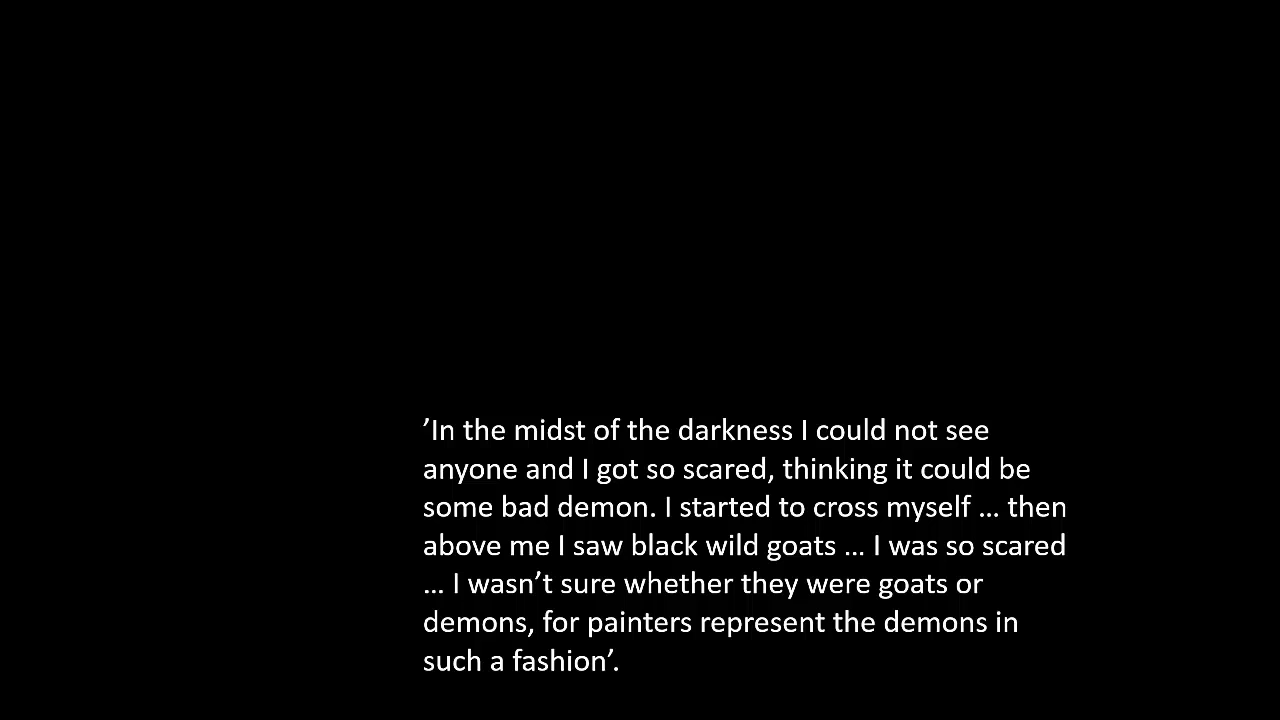 ’In the midst of the darkness I could not see
anyone and I got so scared, thinking it could be
some bad demon. I started to cross myself … then
above me I saw black wild goats … I was so scared
… I wasn’t sure whether they were goats or
demons, for painters represent the demons in
such a fashion’.